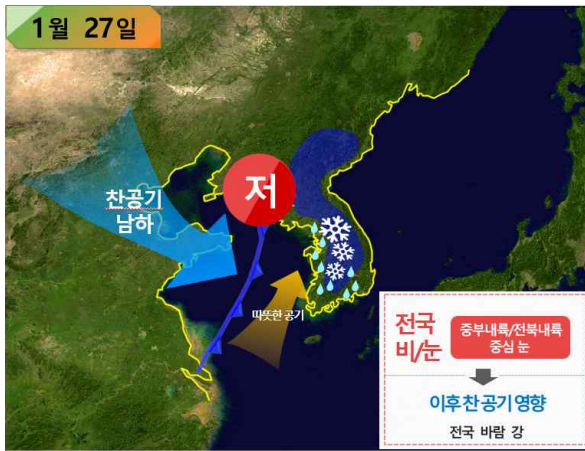 1월 27일
찬공기
남하
저
따뜻한 공기
전국
비/눈
중부내륙/전북내륙
중심 눈
이후 찬 공기 영향
전국 바람 강